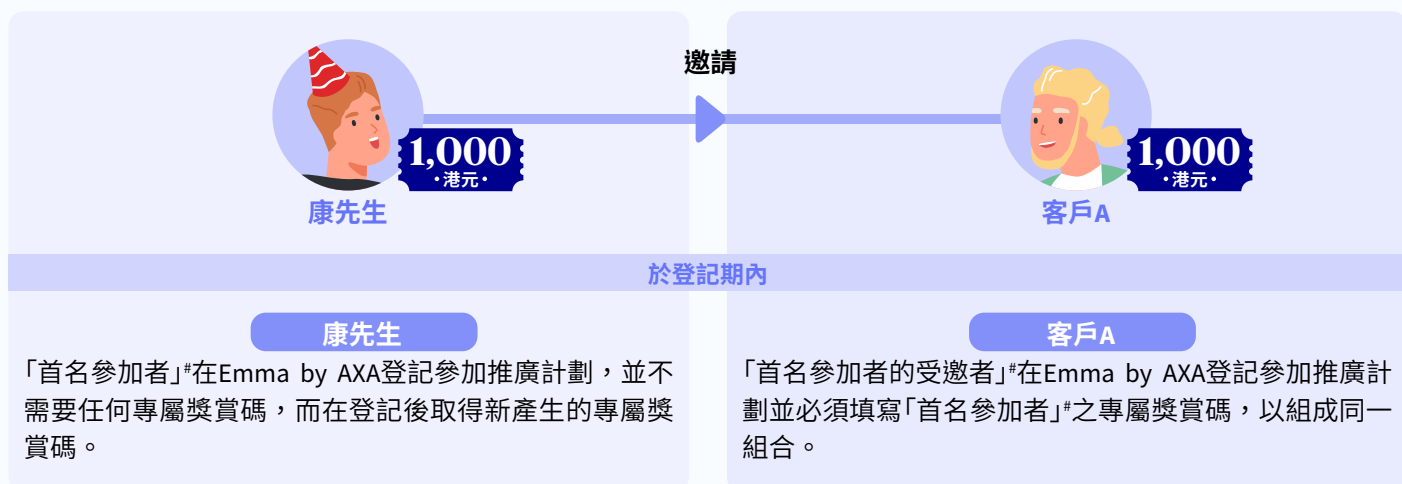 邀請
1,000
•港元•
康先生
1,000
•港元•
客戶A
於登記期內
康先生
「首名參加者」#在Emma by AXA登記參加推廣計劃，並不
需要任何專屬獎賞碼，而在登記後取得新產生的專屬獎
賞碼。
客戶A
「首名參加者的受邀者」#在Emma by AXA登記參加推廣計
劃並必須填寫「首名參加者」#之專屬獎賞碼，以組成同一
組合。